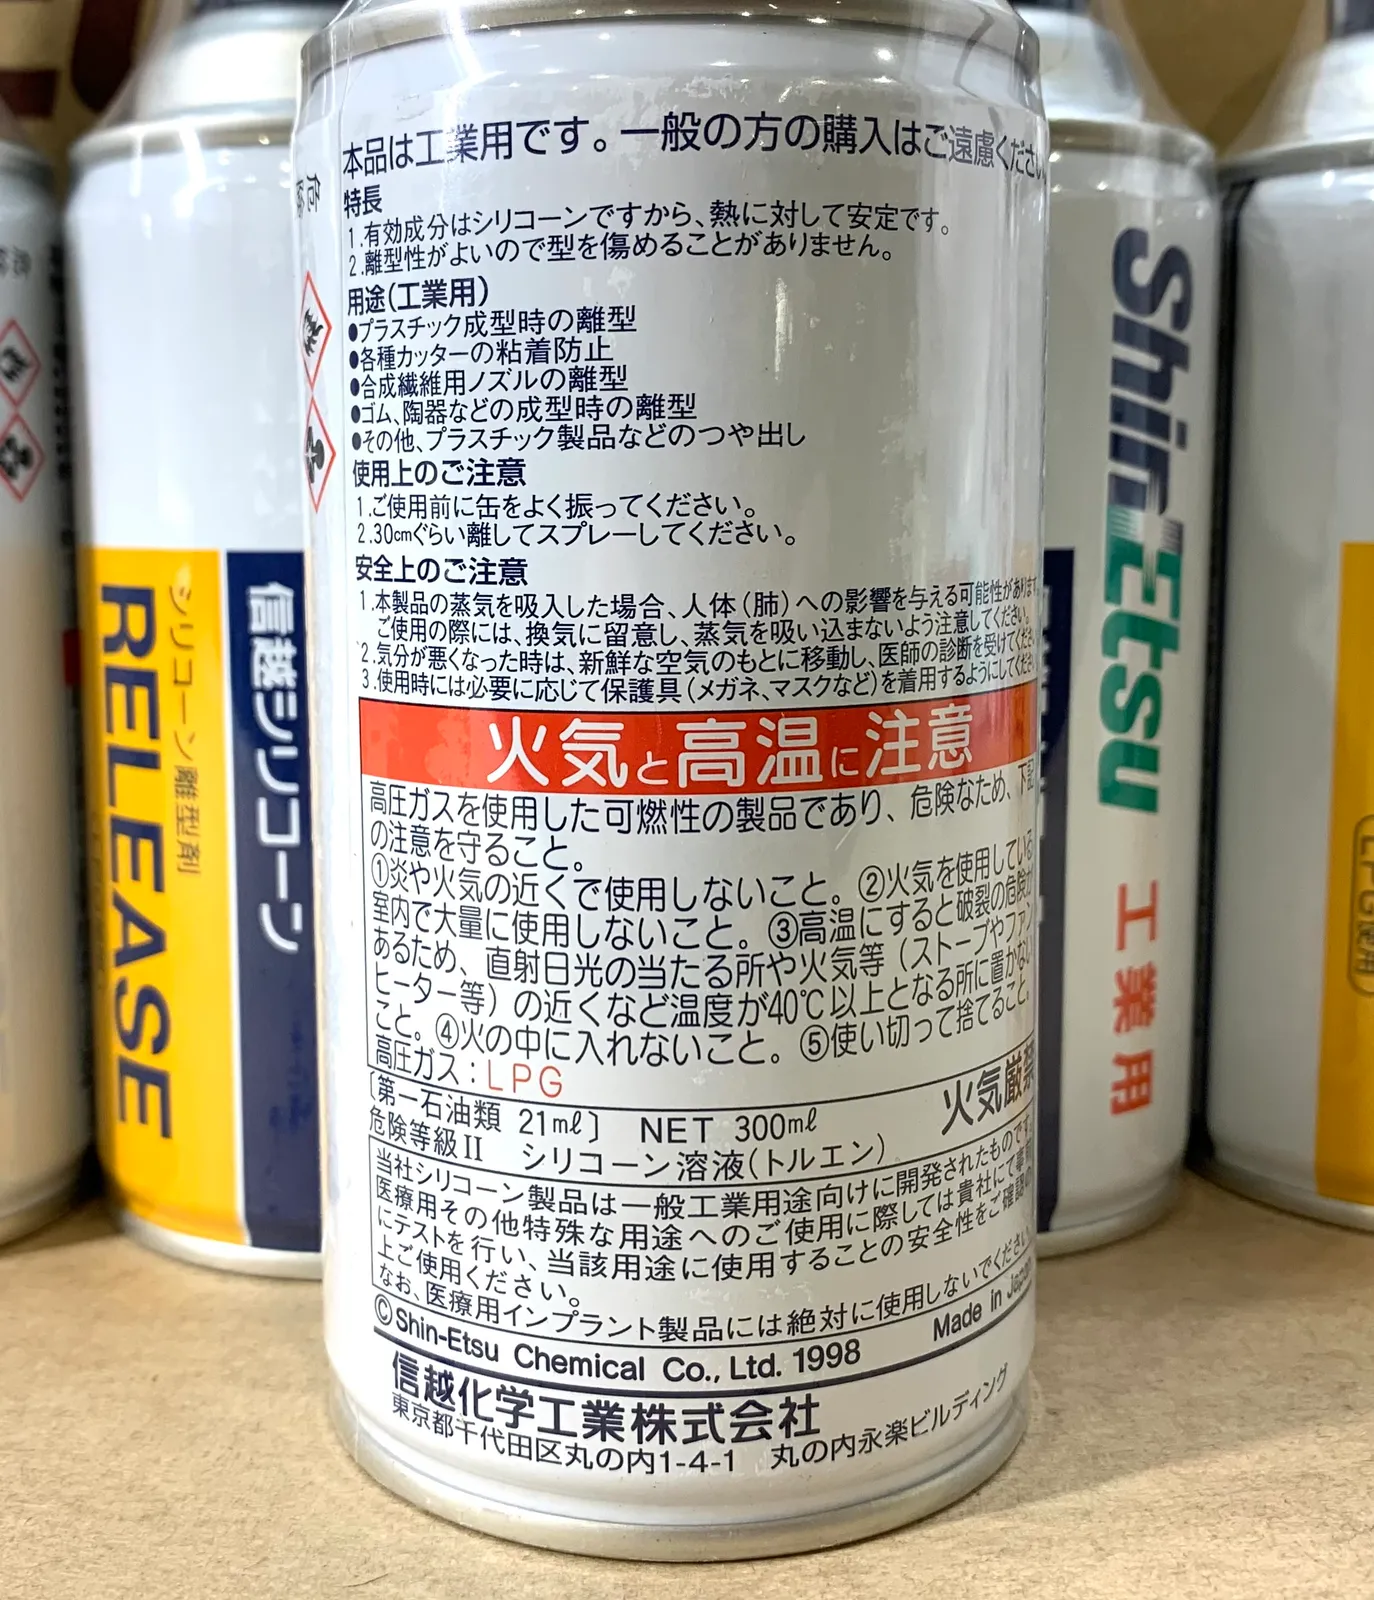 本品は工業用です。一般の方の購入はご遠慮くださ
特長
1.有効成分はシリコーンですから、熱に対して安定です。
2.離型性がよいので型を傷めることがありません。
用途(工業用)
●プラスチック成型時の離型
●各種カッターの粘着防止
●合成繊維用ノズルの離型
●ゴム、陶器などの成型時の離型
●その他、プラスチック製品などのつや出し
使用上のご注意
1.ご使用前に缶をよく振ってください。
2.30cmぐらい離してスプレーしてください。
安全上のご注意
1.本製品の蒸気を吸入した場合、人体(肺)への影響を与える可能性があります
ご使用の際には、換気に留意し、蒸気を吸い込まないよう注意してください。
2.気分が悪くなった時は、新鮮な空気のもとに移動し、医師の診断を受けてくださ
3.使用時には必要に応じて保護具(メガネ、マスクなど)を着用するようにしてくださ
火気と高温に注意
高圧ガスを使用した可燃性の製品であり、危険なため、下記
の注意を守ること。
①炎や火気の近くで使用しないこと。②火気を使用している
室内で大量に使用しないこと。③高温にすると破裂の危険が
あるため、直射日光の当たる所や火気等(ストーブやファン
ヒーター等)の近くなど温度が40℃以上となる所に置かない
こと。④火の中に入れないこと。⑤使い切って捨てること。
高圧ガス:LPG
火気厳禁
〔第一石油類 21mℓ〕 NET 300mℓ
危険等級Ⅱ シリコーン溶液(トルエン)
当社シリコーン製品は一般工業用途向けに開発されたものです。
医療用その他特殊な用途へのご使用に際しては貴社にて事前
にテストを行い、当該用途に使用することの安全性をご確認の
上ご使用ください。
なお、医療用インプラント製品には絶対に使用しないでください
©Shin-Etsu Chemical Co., Ltd. 1998 Made in Japan
信越化学工業株式会社
東京都千代田区丸の内1-4-1 丸の内永楽ビルディング
RELEASE
シリコーン離型剤
信越シリコーン
ShinEtsu 工業用
LPG使用